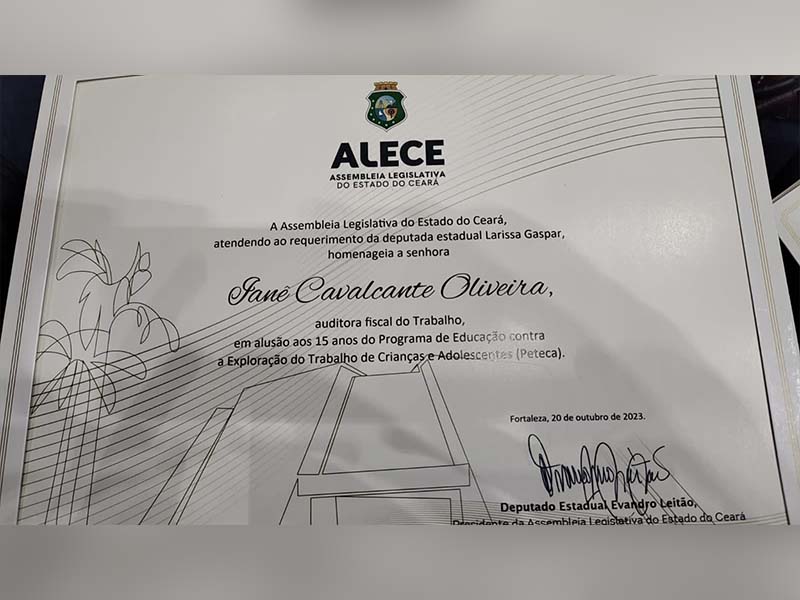 ALECE
ASSEMBLEIA LEGISLATIVA
DO ESTADO DO CEARÁ
A Assembleia Legislativa do Estado do Ceará,
atendendo ao requerimento da deputada estadual Larissa Gaspar,
homenageia a senhora
Janê Cavalcante Oliveira,
auditora fiscal do Trabalho,
em alusão aos 15 anos do Programa de Educação contra
a Exploração do Trabalho de Crianças e Adolescentes (Peteca).
Fortaleza, 20 de outubro de 2023.
Deputado Estadual Evandro Leitão,
Presidente da Assembleia Legislativa do Estado do Ceará